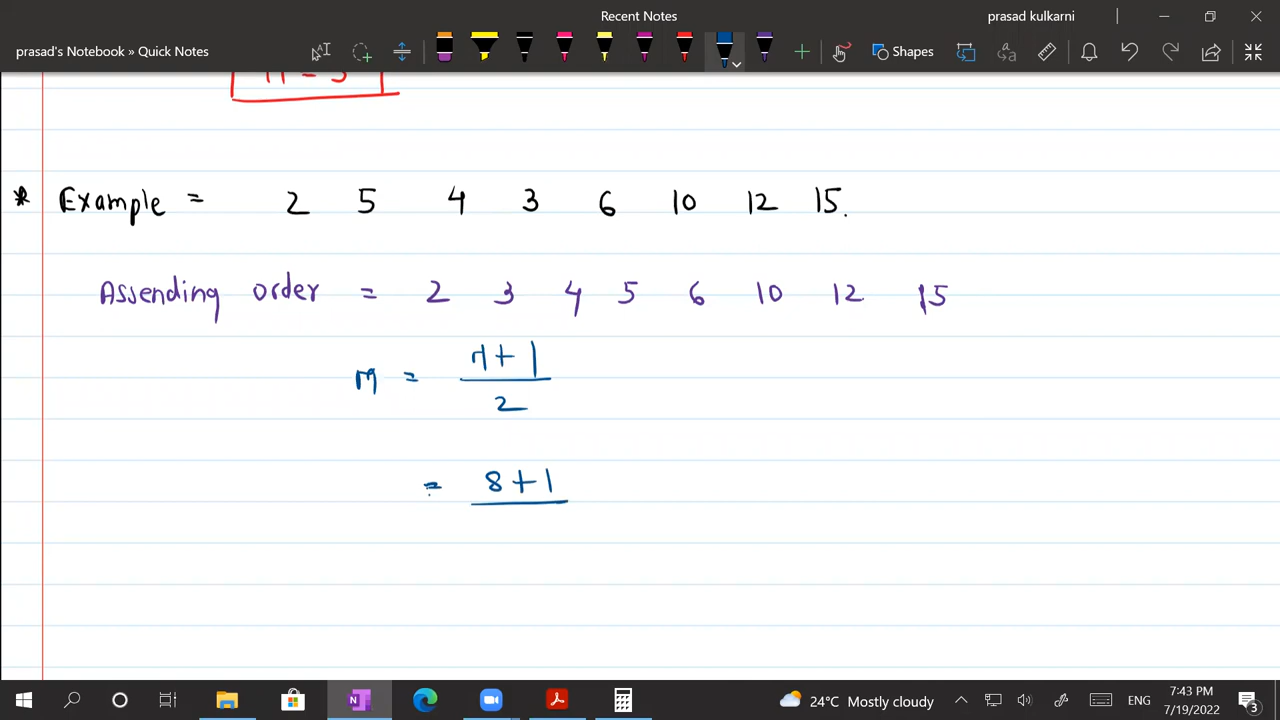 Recent Notes
prasad kulkarni
prasad's Notebook » Quick Notes
Shapes
* Example = 2 5 4 3 6 10 12 15.
Assending order = 2 3 4 5 6 10 12 15
m = n+1
2
= 8+1
24°C Mostly cloudy
ENG
7:43 PM
7/19/2022
3